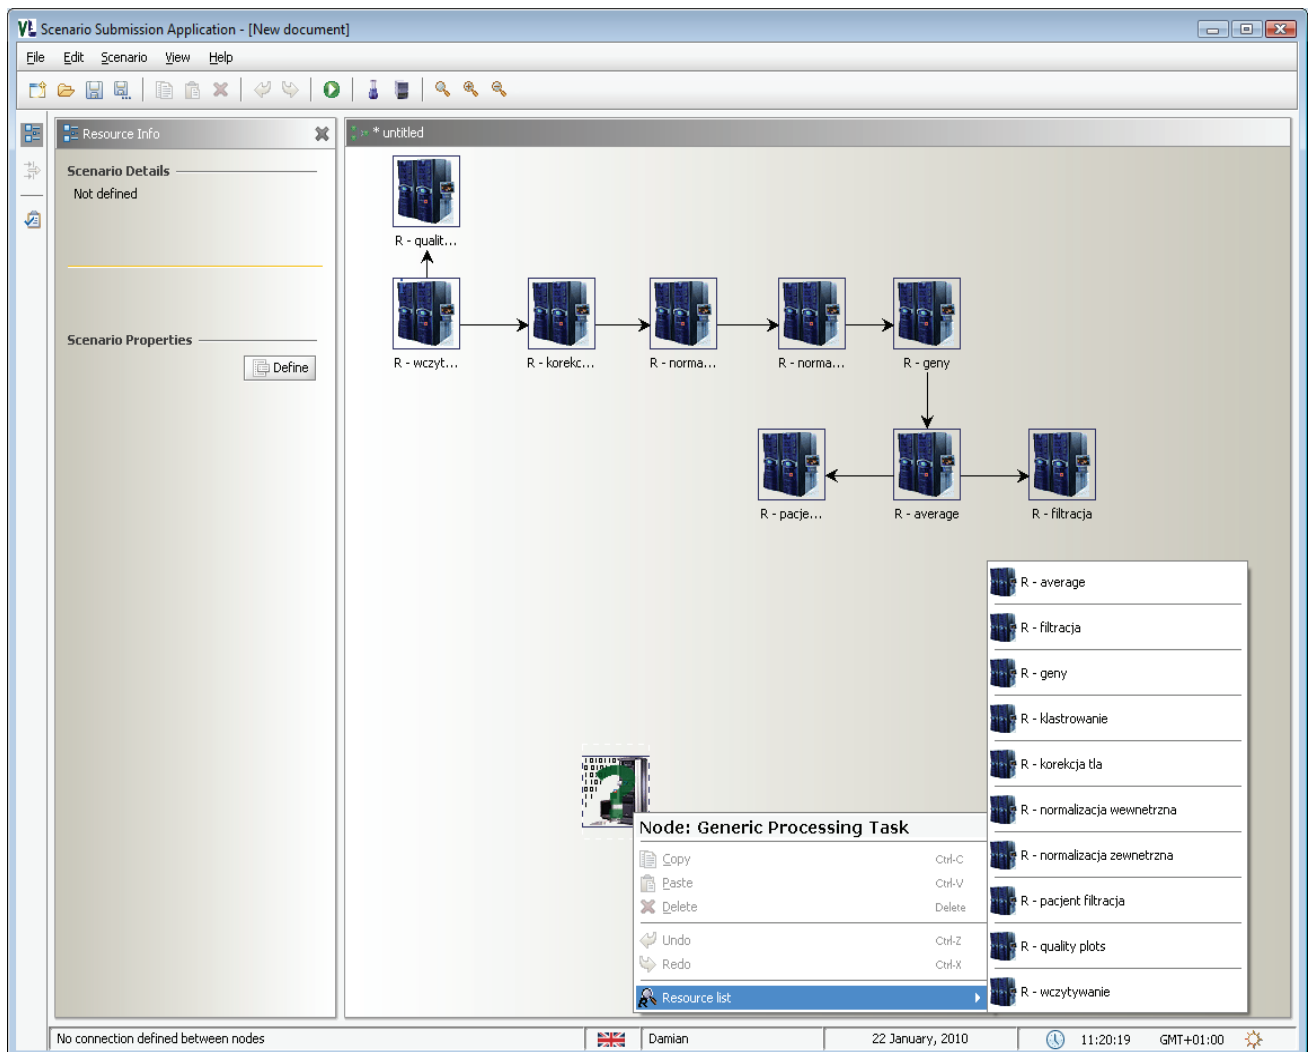 Scenario Submission Application - [New document]
File Edit Scenario View Help
Resource Info
* untitled
Scenario Details
Not defined
Scenario Properties
Define
R - qualit...
R - wczyt...
R - korekc...
R - norma...
R - norma...
R - geny
R - pacje...
R - average
R - filtracja
Node: Generic Processing Task
Copy Ctrl-C
Paste Ctrl-V
Delete Delete
Undo Ctrl-Z
Redo Ctrl-X
Resource list
R - average
R - filtracja
R - geny
R - klastrowanie
R - korekcja tla
R - normalizacja wewnetrzna
R - normalizacja zewnetrzna
R - pacjent filtracja
R - quality plots
R - wczytywanie
No connection defined between nodes
Damian
22 January, 2010
11:20:19
GMT+01:00